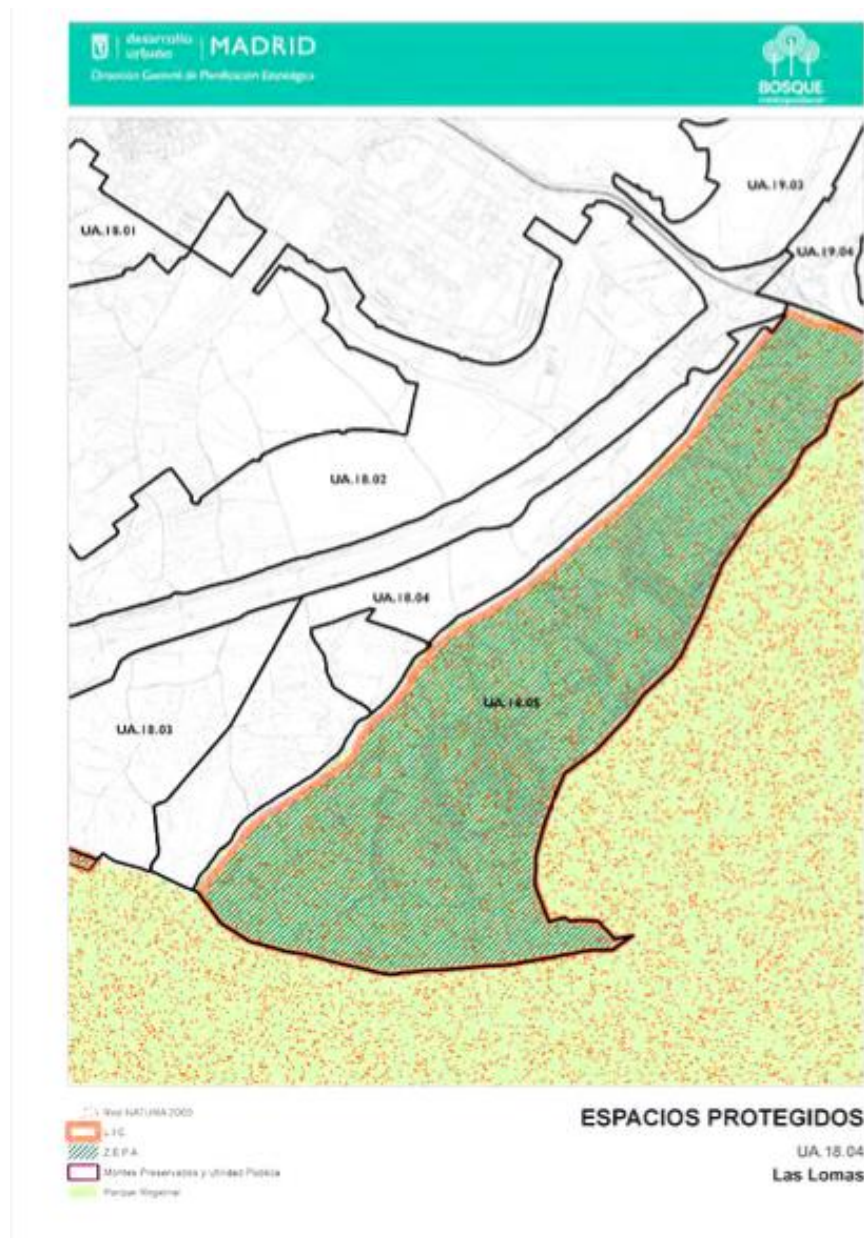 desarrollo
urbano
MADRID
Dirección General de Planificación Estratégica
BOSQUE
metropolitano
UA.19.03
UA.18.01
UA.19.04
UA.18.02
UA.18.04
UA.18.05
UA.18.03
Red NATURA 2000
L.I.C
Z.E.P.A
Montes Preservados y Utilidad Pública
Parque Regional
ESPACIOS PROTEGIDOS
UA.18.04
Las Lomas